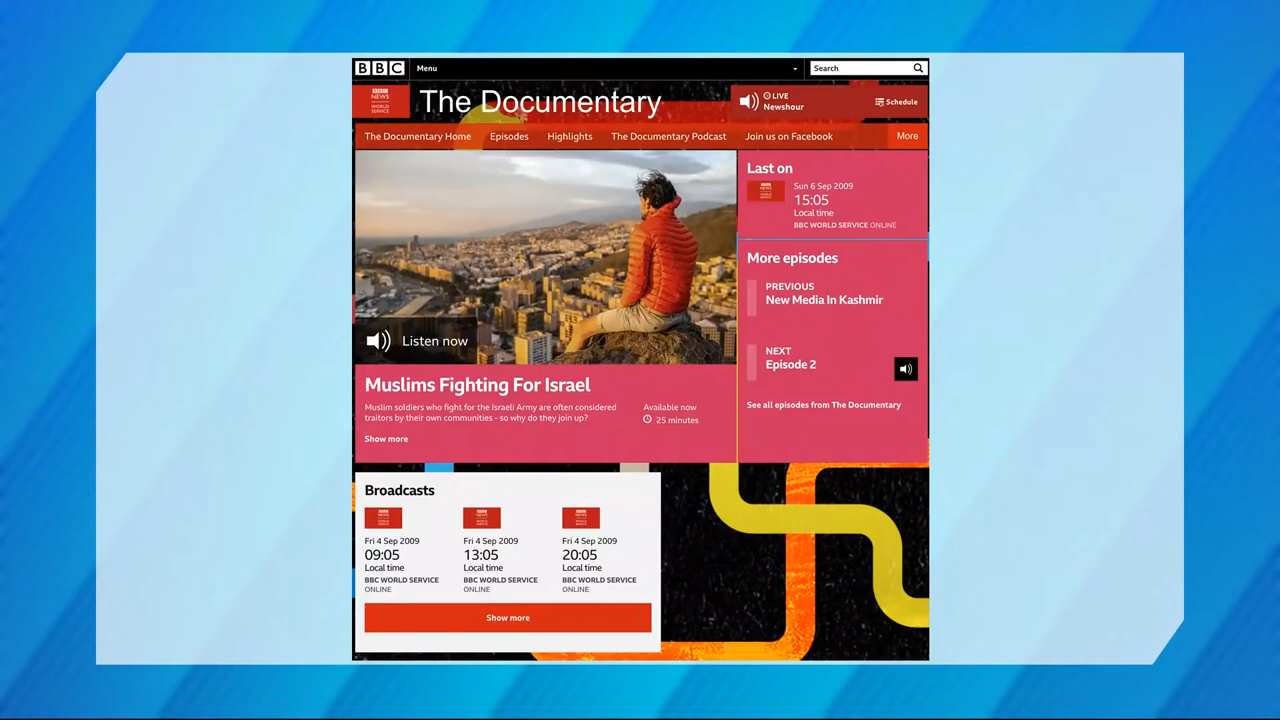 BBC
Menu
Search
BBC
NEWS
WORLD
SERVICE
The Documentary
LIVE
Newshour
Schedule
The Documentary Home
Episodes
Highlights
The Documentary Podcast
Join us on Facebook
More
Listen now
Muslims Fighting For Israel
Muslim soldiers who fight for the Israeli Army are often considered
traitors by their own communities - so why do they join up?
Show more
Available now
25 minutes
Last on
Sun 6 Sep 2009
15:05
Local time
BBC WORLD SERVICE ONLINE
More episodes
PREVIOUS
New Media In Kashmir
NEXT
Episode 2
See all episodes from The Documentary
Broadcasts
Fri 4 Sep 2009
09:05
Local time
BBC WORLD SERVICE
ONLINE
Fri 4 Sep 2009
13:05
Local time
BBC WORLD SERVICE
ONLINE
Fri 4 Sep 2009
20:05
Local time
BBC WORLD SERVICE
ONLINE
Show more